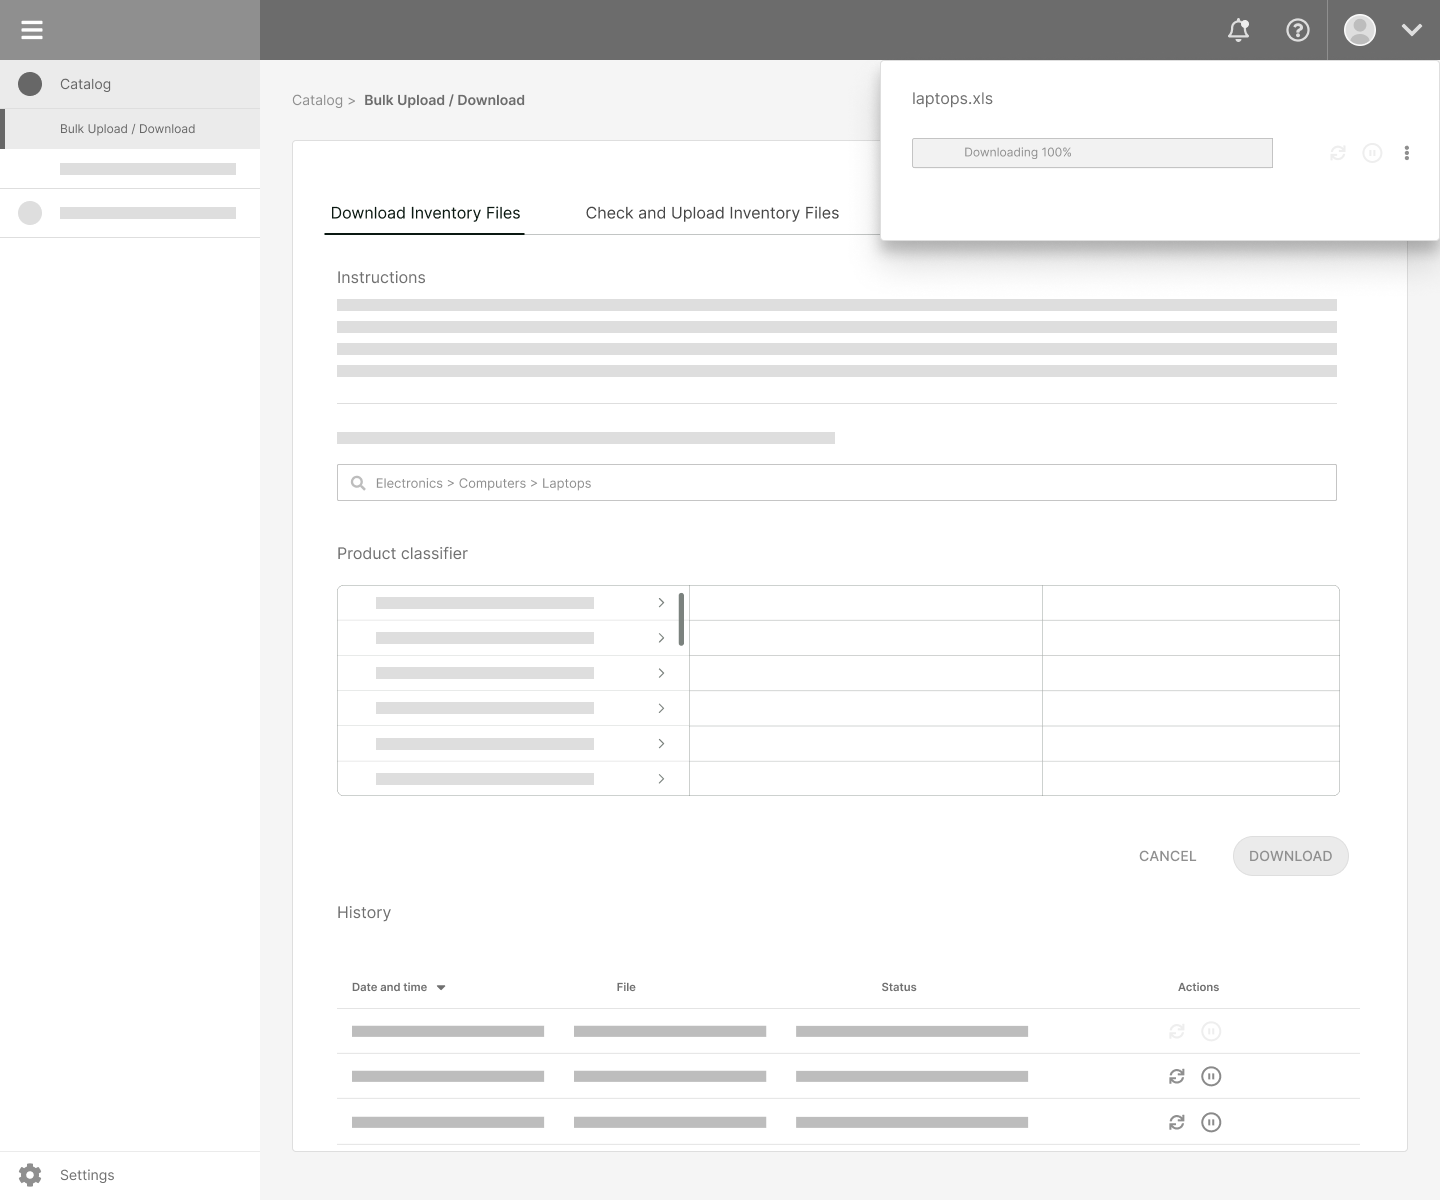 Catalog
Bulk Upload / Download
Settings
Catalog > Bulk Upload / Download
laptops.xls
Downloading 100%
Download Inventory Files
Check and Upload Inventory Files
Instructions
Electronics > Computers > Laptops
Product classifier
CANCEL
DOWNLOAD
History
Date and time
File
Status
Actions